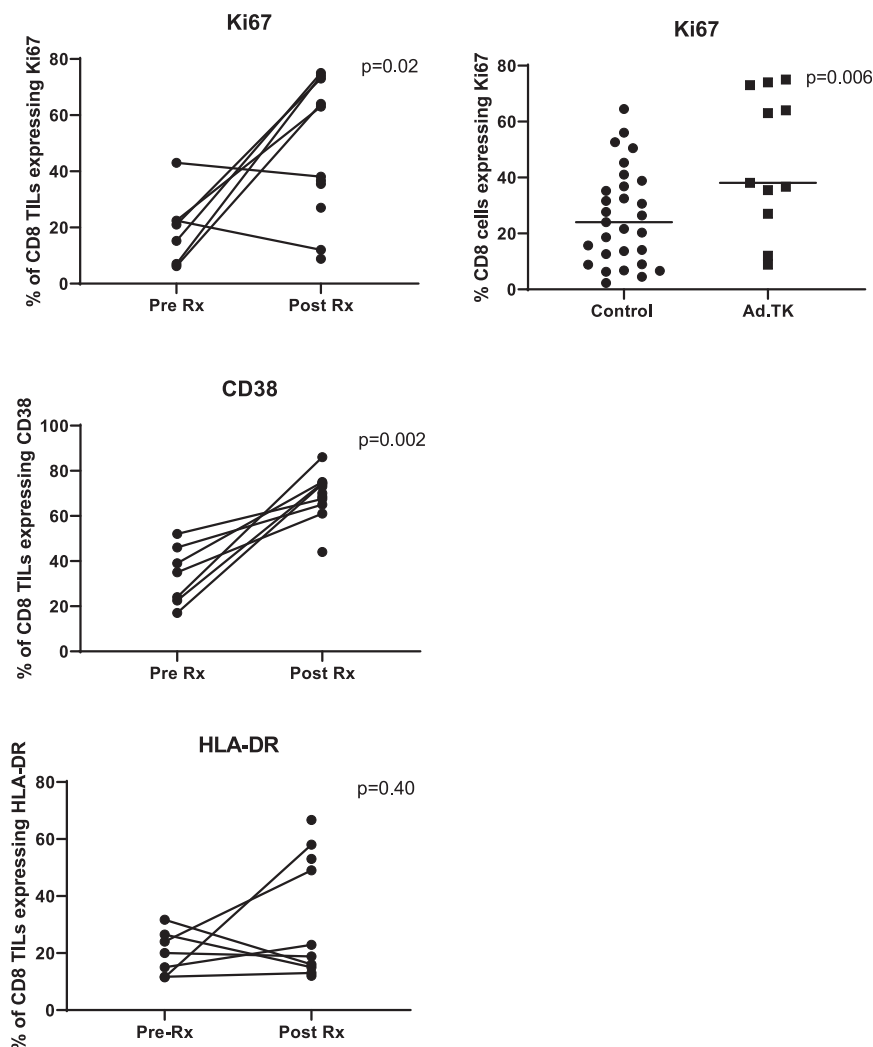 Ki67
% of CD8 TILs expressing Ki67
80
60
40
20
0
p=0.02
Pre Rx
Post Rx
Ki67
% CD8 cells expressing Ki67
80
60
40
20
0
p=0.006
Control
Ad.TK
CD38
% of CD8 TILs expressing CD38
100
80
60
40
20
0
p=0.002
Pre Rx
Post Rx
HLA-DR
% of CD8 TILs expressing HLA-DR
80
60
40
20
0
p=0.40
Pre-Rx
Post Rx